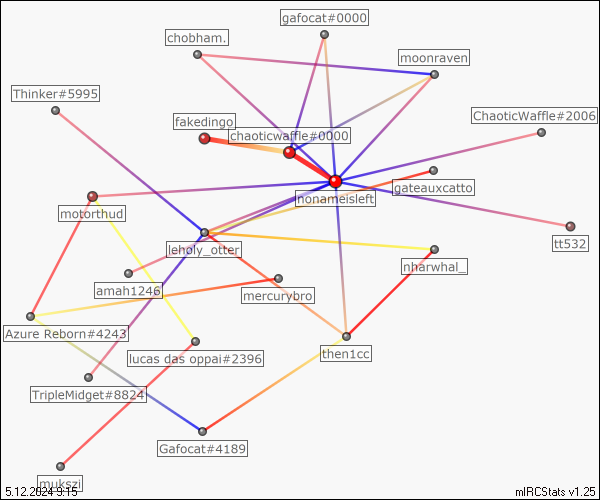 gafocat#0000
chobham.
moonraven
Thinker#5995
ChaoticWaffle#2006
fakedingo
chaoticwaffle#0000
gateauxcatto
nonameisleft
motorthud
tt532
leholy_otter
nharwhal_
amah1246
mercurybro
Azure Reborn#4243
lucas das oppai#2396
then1cc
TripleMidget#8824
Gafocat#4189
mukszi
5.12.2024 9:15
mIRCStats v1.25